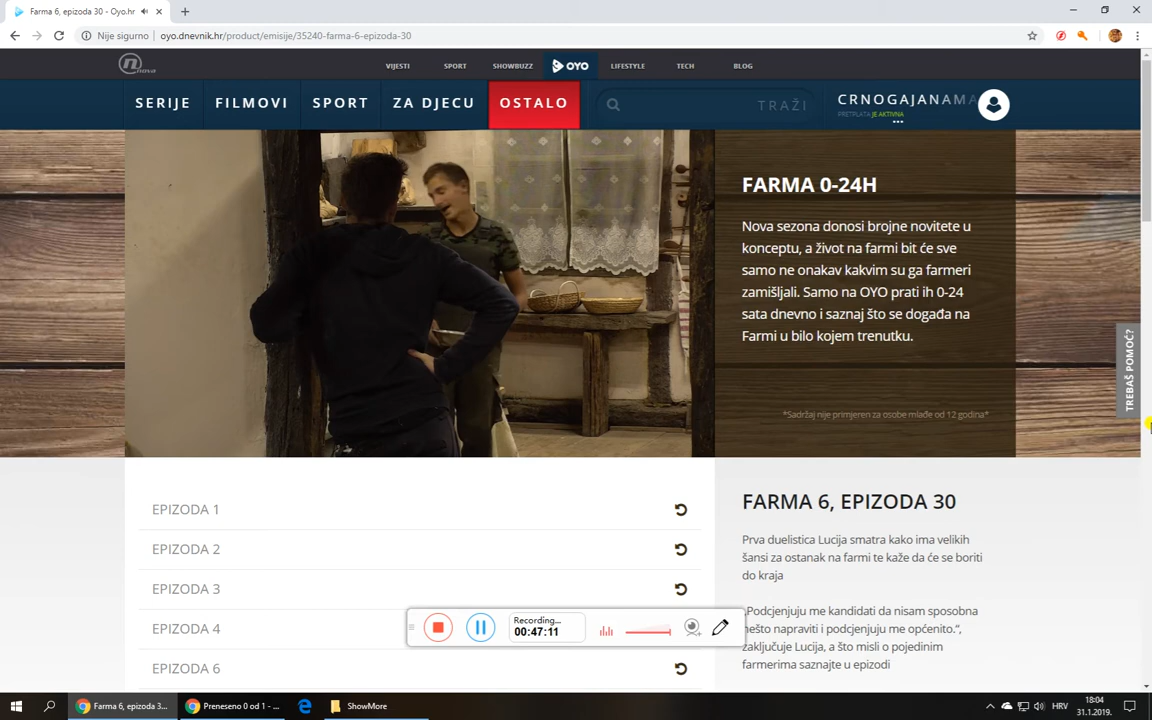 Farma 6, epizoda 30 - Oyo.hr
Nije sigurno
oyo.dnevnik.hr/product/emisije/35240-farma-6-epizoda-30
nova
VIJESTI
SPORT
SHOWBUZZ
OYO
LIFESTYLE
TECH
BLOG
SERIJE
FILMOVI
SPORT
ZA DJECU
OSTALO
TRAŽI
CRNOGAJANAMA
PRETPLATA JE AKTIVNA
FARMA 0-24H
Nova sezona donosi brojne novitete u
konceptu, a život na farmi bit će sve
samo ne onakav kakvim su ga farmeri
zamišljali. Samo na OYO prati ih 0-24
sata dnevno i saznaj što se događa na
Farmi u bilo kojem trenutku.
*Sadržaj nije primjeren za osobe mlađe od 12 godina*
TREBAŠ POMOĆ?
EPIZODA 1
EPIZODA 2
EPIZODA 3
EPIZODA 4
EPIZODA 6
FARMA 6, EPIZODA 30
Prva duelistica Lucija smatra kako ima velikih
šansi za ostanak na farmi te kaže da će se boriti
do kraja
„Podcjenjuju me kandidati da nisam sposobna
nešto napraviti i podcjenjuju me općenito.",
zaključuje Lucija, a što misli o pojedinim
farmerima saznajte u epizodi
Recording...
00:47:11
Farma 6, epizoda 3...
Preneseno 0 od 1 - ...
ShowMore
HRV
18:04
31.1.2019.